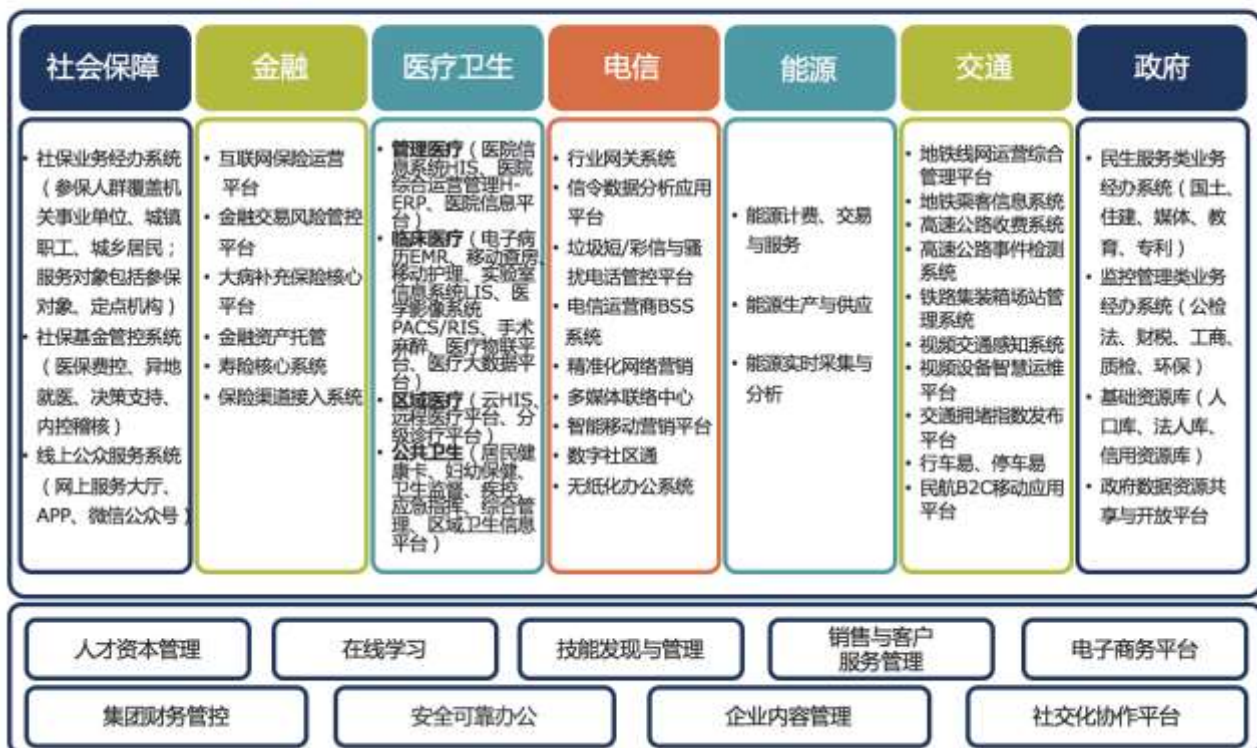 社会保障
金融
医疗卫生
电信
能源
交通
政府
• 社保业务经办系统
（参保人群覆盖机
关事业单位、城镇
职工、城乡居民；
服务对象包括参保
对象、定点机构）
• 社保基金管控系统
（医保费控、异地
就医、决策支持、
内控稽核）
• 线上公众服务系统
（网上服务大厅、
APP、微信公众号）
• 互联网保险运营
平台
• 金融交易风险管控
平台
• 大病补充保险核心
平台
• 金融资产托管
• 寿险核心系统
• 保险渠道接入系统
• 管理医疗（医院信
息系统HIS、医院
综合运营管理H-
ERP、医院信息平
台）
• 临床医疗（电子病
历EMR、移动查房、
移动护理、实验室
信息系统LIS、医
学影像系统
PACS/RIS、手术
麻醉、医疗物联平
台、医疗大数据平
台）
• 区域医疗（云HIS、
远程医疗平台、分
级诊疗平台）
• 公共卫生（居民健
康卡、妇幼保健、
卫生监督、疾控、
应急指挥、综合管
理、区域卫生信息
平台）
• 行业网关系统
• 信令数据分析应用
平台
• 垃圾短/彩信与骚
扰电话管控平台
• 电信运营商BSS
系统
• 精准化网络营销
• 多媒体联络中心
• 智能移动营销平台
• 数字社区通
• 无纸化办公系统
• 能源计费、交易
与服务
• 能源生产与供应
• 能源实时采集与
分析
• 地铁线网运营综合
管理平台
• 地铁乘客信息系统
• 高速公路收费系统
• 高速公路事件检测
系统
• 铁路集装箱场站管
理系统
• 视频交通感知系统
• 视频设备智慧运维
平台
• 交通拥堵指数发布
平台
• 行车易、停车易
• 民航B2C移动应用
平台
• 民生服务类业务
经办系统（国土、
住建、媒体、教
育、专利）
• 监控管理类业务
经办系统（公检
法、财税、工商、
质检、环保）
• 基础资源库（人
口库、法人库、
信用资源库）
• 政府数据资源共
享与开放平台
人才资本管理
在线学习
技能发现与管理
销售与客户
服务管理
电子商务平台
集团财务管控
安全可靠办公
企业内容管理
社交化协作平台